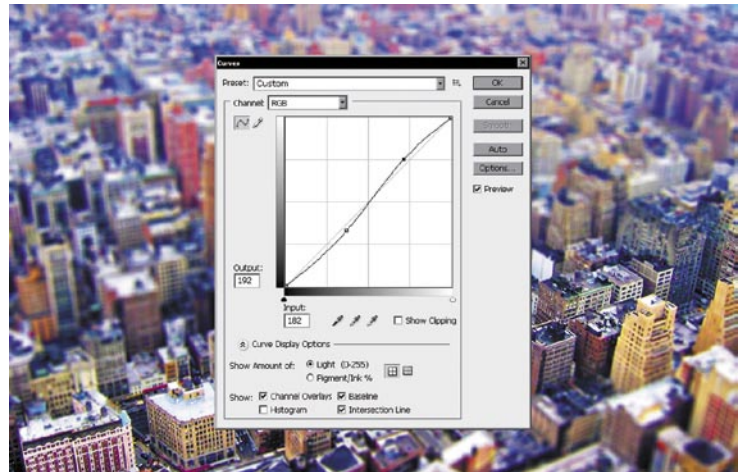 Curves
Preset: Custom
OK
Channel: RGB
Cancel
Smooth
Auto
Options...
Preview
Output:
192
Input:
182
Show Clipping
Curve Display Options
Show Amount of: Light (0-255)
Pigment/Ink %
Show: Channel Overlays Baseline
Histogram Intersection Line